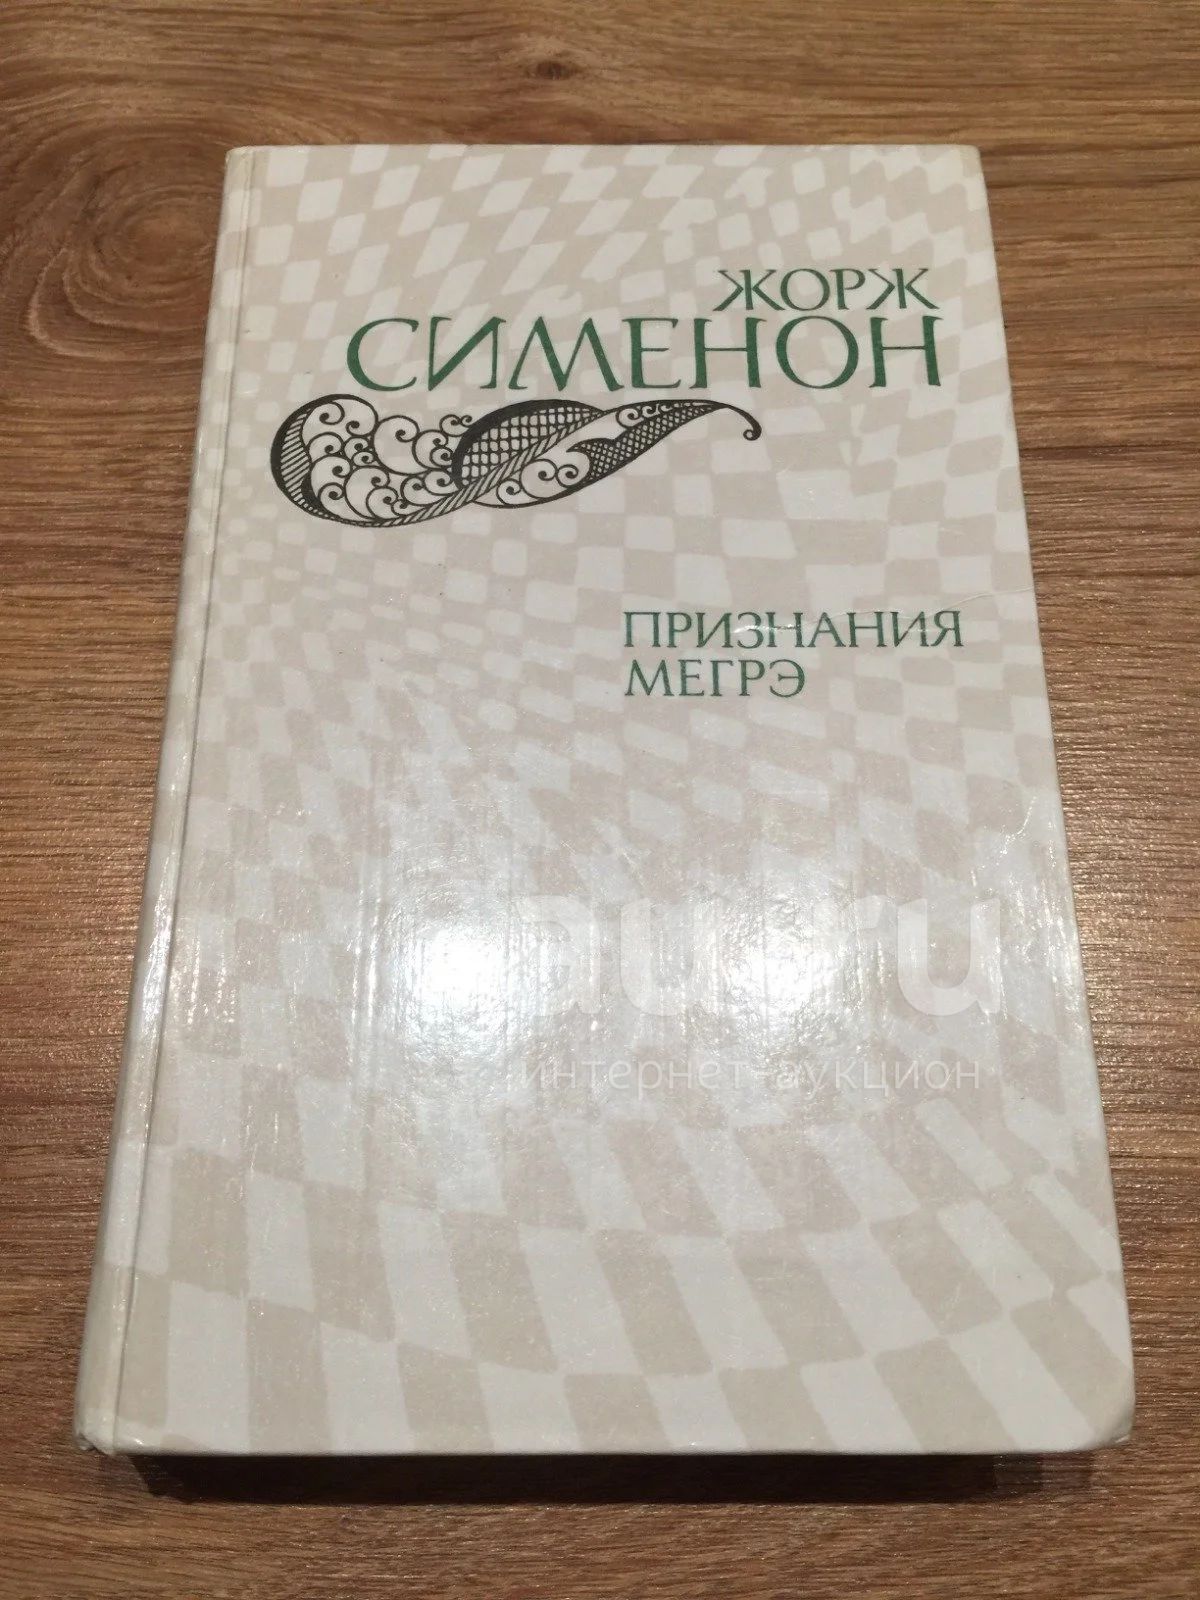 ЖОРЖ
СИМЕНОН
ПРИЗНАНИЯ
МЕГРЭ
au.ru
интернет-аукцион